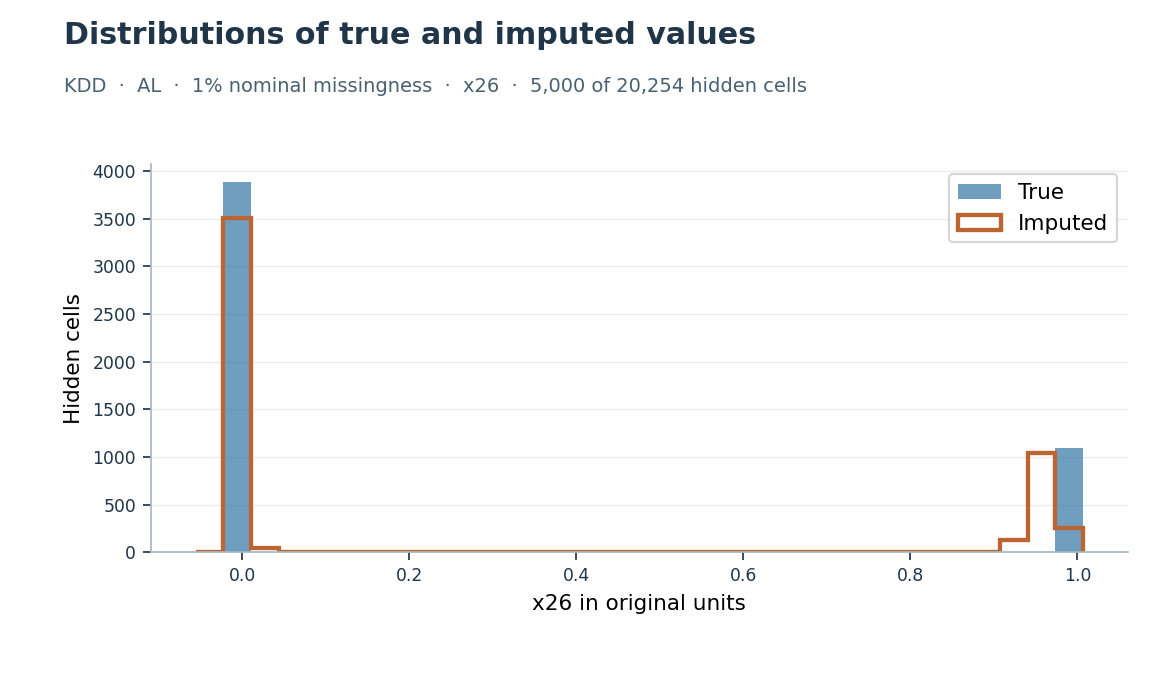 Distributions of true and imputed values
KDD · AL · 1% nominal missingness · x26 · 5,000 of 20,254 hidden cells
4000
3500
3000
2500
2000
1500
1000
500
0
Hidden cells
True
Imputed
0.0 0.2 0.4 0.6 0.8 1.0
x26 in original units